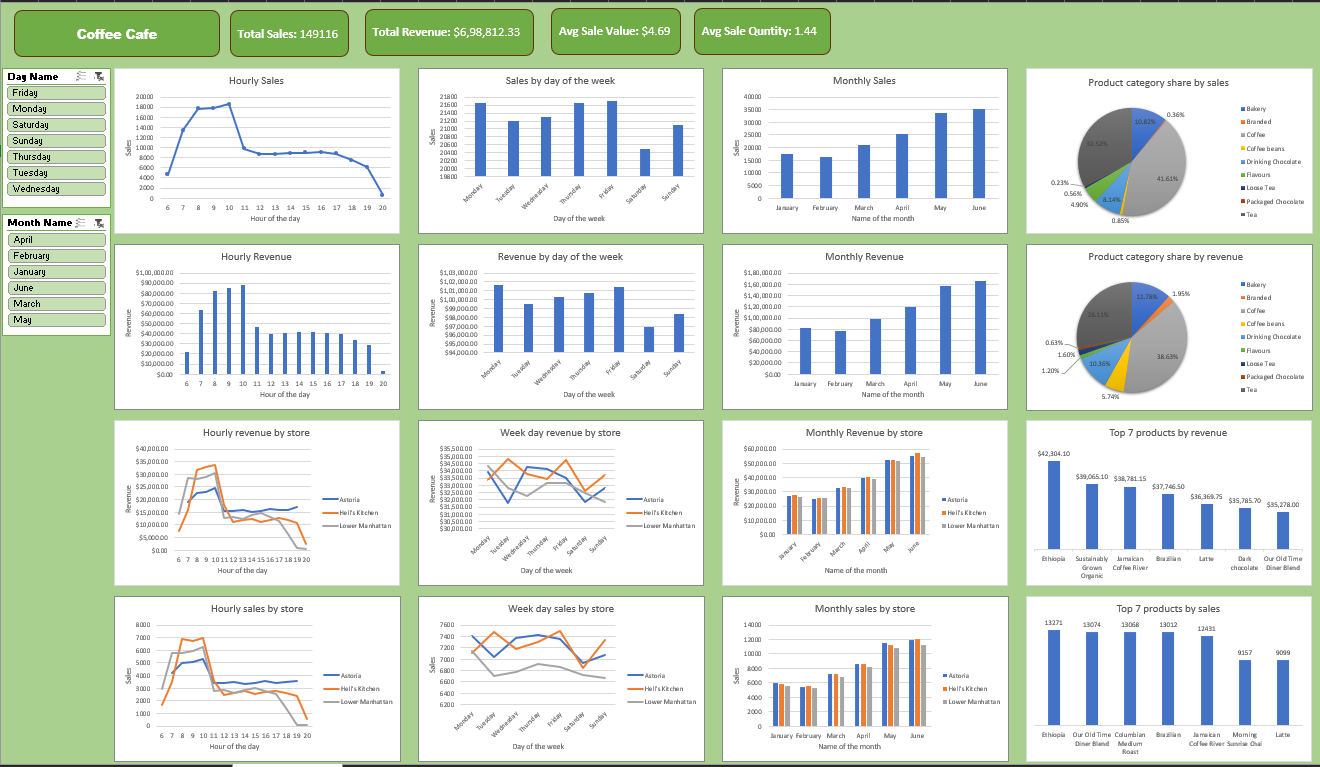 Coffee Cafe
Total Sales: 149116
Total Revenue: $6,98,812.33
Avg Sale Value: $4.69
Avg Sale Quntity: 1.44
Day Name
Friday
Monday
Saturday
Sunday
Thursday
Tuesday
Wednesday
Month Name
April
February
January
June
March
May
Hourly Sales
Sales
20000
18000
16000
14000
12000
10000
8000
6000
4000
2000
0
6 7 8 9 10 11 12 13 14 15 16 17 18 19 20
Hour of the day
Sales by day of the week
Sales
21800
21600
21400
21200
21000
20800
20600
20400
20200
20000
19800
Monday Tuesday Wednesday Thursday Friday Saturday Sunday
Day of the week
Monthly Sales
Sales
40000
35000
30000
25000
20000
15000
10000
5000
0
January February March April May June
Name of the month
Product category share by sales
10.82%
0.36%
41.61%
0.85%
8.14%
4.90%
0.56%
0.23%
32.52%
Bakery
Branded
Coffee
Coffee beans
Drinking Chocolate
Flavours
Loose Tea
Packaged Chocolate
Tea
Hourly Revenue
Revenue
$1,00,000.00
$90,000.00
$80,000.00
$70,000.00
$60,000.00
$50,000.00
$40,000.00
$30,000.00
$20,000.00
$10,000.00
$0.00
6 7 8 9 10 11 12 13 14 15 16 17 18 19 20
Hour of the day
Revenue by day of the week
Revenue
$1,03,000.00
$1,02,000.00
$1,01,000.00
$1,00,000.00
$99,000.00
$98,000.00
$97,000.00
$96,000.00
$95,000.00
$94,000.00
Monday Tuesday Wednesday Thursday Friday Saturday Sunday
Day of the week
Monthly Revenue
Revenue
$1,80,000.00
$1,60,000.00
$1,40,000.00
$1,20,000.00
$1,00,000.00
$80,000.00
$60,000.00
$40,000.00
$20,000.00
$0.00
January February March April May June
Name of the month
Product category share by revenue
11.78%
1.95%
38.63%
5.74%
10.36%
1.20%
1.60%
0.63%
28.11%
Bakery
Branded
Coffee
Coffee beans
Drinking Chocolate
Flavours
Loose Tea
Packaged Chocolate
Tea
Hourly revenue by store
Revenue
$40,000.00
$35,000.00
$30,000.00
$25,000.00
$20,000.00
$15,000.00
$10,000.00
$5,000.00
$0.00
6 7 8 9 10 11 12 13 14 15 16 17 18 19 20
Hour of the day
Astoria
Hell's Kitchen
Lower Manhattan
Week day revenue by store
Revenue
$35,500.00
$35,000.00
$34,500.00
$34,000.00
$33,500.00
$33,000.00
$32,500.00
$32,000.00
$31,500.00
$31,000.00
$30,500.00
$30,000.00
Monday Tuesday Wednesday Thursday Friday Saturday Sunday
Day of the week
Astoria
Hell's Kitchen
Lower Manhattan
Monthly Revenue by store
Revenue
$60,000.00
$50,000.00
$40,000.00
$30,000.00
$20,000.00
$10,000.00
$0.00
January February March April May June
Name of the month
Astoria
Hell's Kitchen
Lower Manhattan
Top 7 products by revenue
$42,304.10
$39,065.10
$38,781.15
$37,746.50
$36,369.75
$35,785.70
$35,278.00
Ethiopia
Sustainably Grown Organic
Jamaican Coffee River
Brazilian
Latte
Dark chocolate
Our Old Time Diner Blend
Hourly sales by store
Sales
8000
7000
6000
5000
4000
3000
2000
1000
0
6 7 8 9 10 11 12 13 14 15 16 17 18 19 20
Hour of the day
Astoria
Hell's Kitchen
Lower Manhattan
Week day sales by store
Sales
7600
7400
7200
7000
6800
6600
6400
6200
Monday Tuesday Wednesday Thursday Friday Saturday Sunday
Day of the week
Astoria
Hell's Kitchen
Lower Manhattan
Monthly sales by store
Sales
14000
12000
10000
8000
6000
4000
2000
0
January February March April May June
Name of the month
Astoria
Hell's Kitchen
Lower Manhattan
Top 7 products by sales
13271
13074
13068
13012
12431
9157
9099
Ethiopia
Our Old Time Diner Blend
Columbian Medium Roast
Brazilian
Jamaican Coffee River
Morning Sunrise Chai
Latte